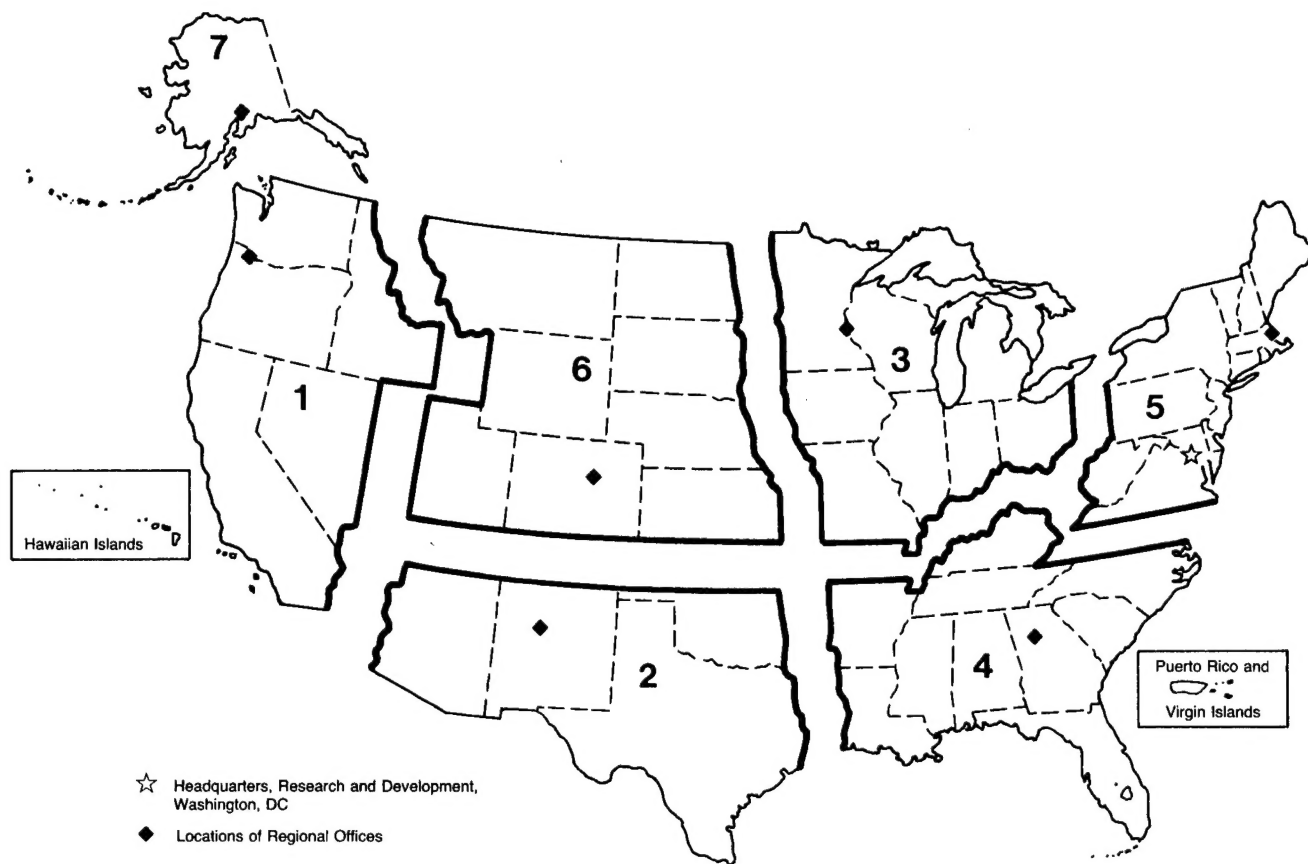 7
1
6
3
5
Hawaiian Islands
2
4
Puerto Rico and
Virgin Islands
Headquarters, Research and Development,
Washington, DC
Locations of Regional Offices